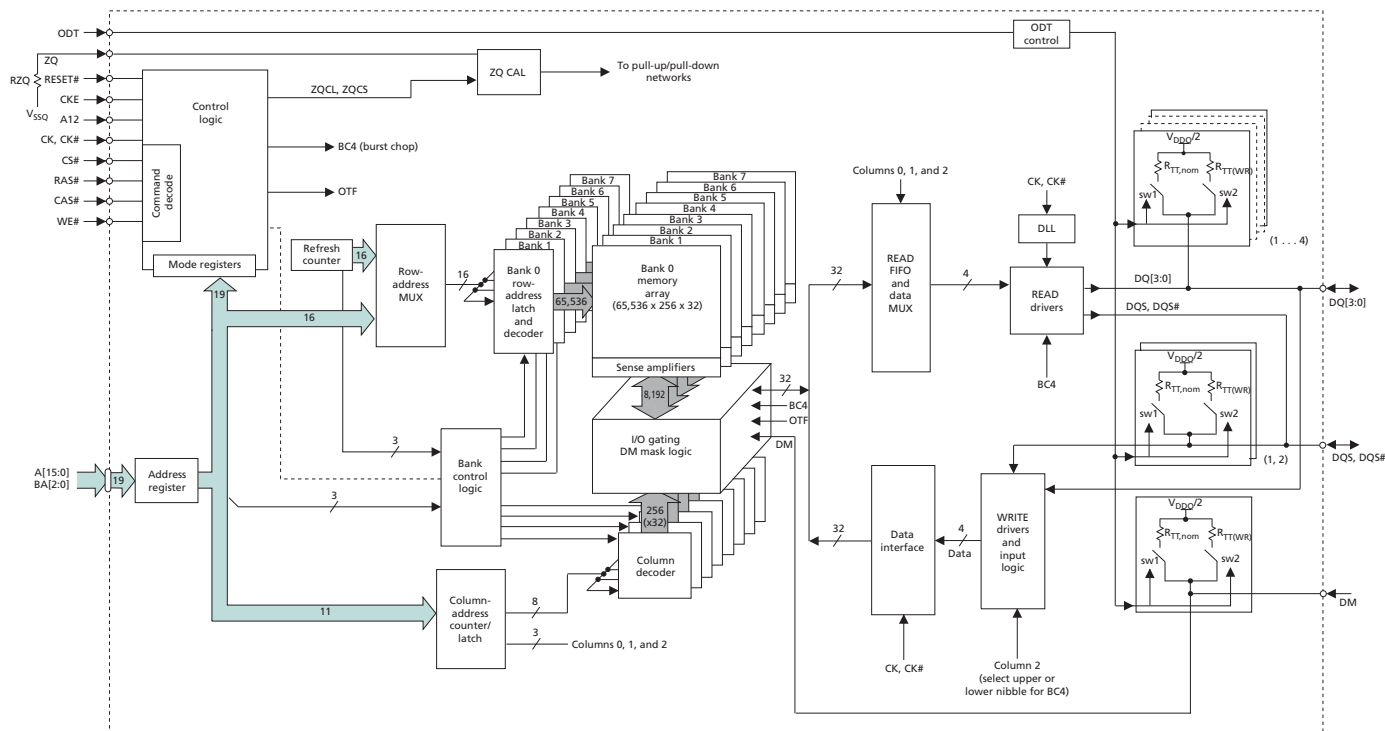 ODT
ODT
control
ZQ
RZQ
RESET#
CKE
VSSQ
A12
CK, CK#
CS#
RAS#
CAS#
WE#
Control
logic
Command
decode
Mode registers
ZQCL, ZQCS
ZQ CAL
To pull-up/pull-down
networks
BC4 (burst chop)
OTF
Refresh
counter
16
Row-
address
MUX
16
19
16
Bank 7
Bank 6
Bank 5
Bank 4
Bank 3
Bank 2
Bank 1
Bank 0
row-
address
latch
and
decoder
65,536
Bank 7
Bank 6
Bank 5
Bank 4
Bank 3
Bank 2
Bank 1
Bank 0
memory
array
(65,536 x 256 x 32)
Sense amplifiers
8,192
I/O gating
DM mask logic
32
BC4
OTF
DM
256
(x32)
Column
decoder
3
Bank
control
logic
3
A[15:0]
BA[2:0]
19
Address
register
11
Column-
address
counter/
latch
8
3
Columns 0, 1, and 2
Columns 0, 1, and 2
32
READ
FIFO
and
data
MUX
4
CK, CK#
DLL
READ
drivers
BC4
DQ[3:0]
DQS, DQS#
32
Data
interface
4
Data
WRITE
drivers
and
input
logic
CK, CK#
Column 2
(select upper or
lower nibble for BC4)
VDDQ/2
RTT,nom
RTT(WR)
sw1
sw2
(1 . . . 4)
DQ[3:0]
VDDQ/2
RTT,nom
RTT(WR)
sw1
sw2
(1, 2)
DQS, DQS#
VDDQ/2
RTT,nom
RTT(WR)
sw1
sw2
DM